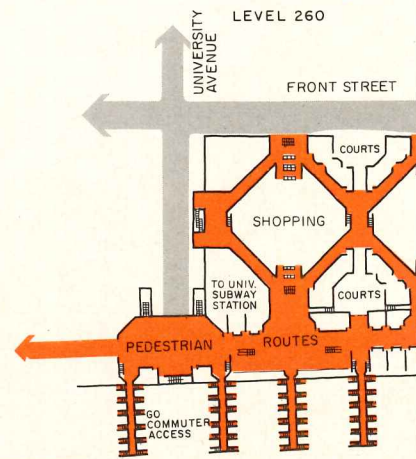 LEVEL 260
UNIVERSITY
AVENUE
FRONT STREET
COURTS
SHOPPING
TO UNIV.
SUBWAY
STATION
COURTS
PEDESTRIAN
ROUTES
GO
COMMUTER
ACCESS